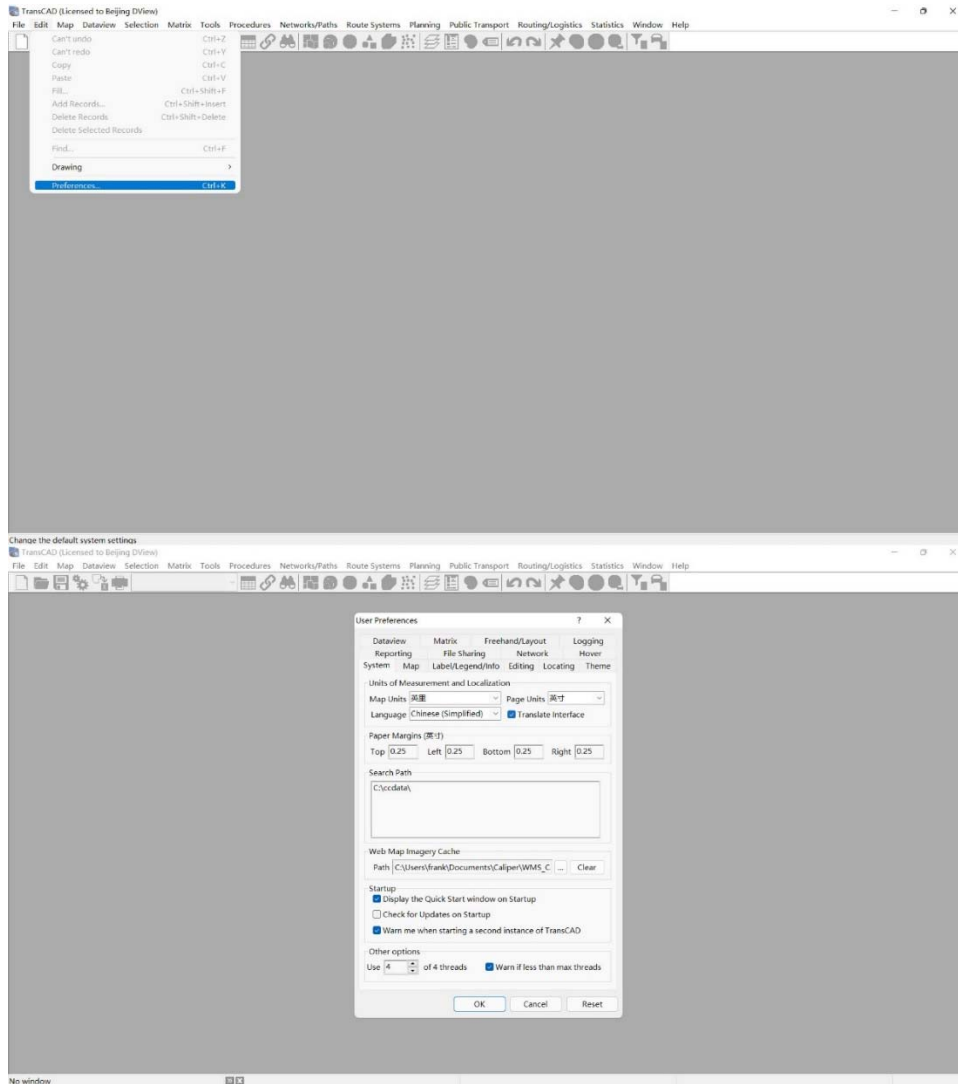 TransCAD (Licensed to Beijing DView)
File Edit Map Dataview Selection Matrix Tools Procedures Networks/Paths Route Systems Planning Public Transport Routing/Logistics Statistics Window Help
Can't undo Ctrl+Z
Can't redo Ctrl+Y
Copy Ctrl+C
Paste Ctrl+V
Fill... Ctrl+Shift+F
Add Records... Ctrl+Shift+Insert
Delete Records Ctrl+Shift+Delete
Delete Selected Records
Find... Ctrl+F
Drawing >
Preferences... Ctrl+K
Change the default system settings
TransCAD (Licensed to Beijing DView)
File Edit Map Dataview Selection Matrix Tools Procedures Networks/Paths Route Systems Planning Public Transport Routing/Logistics Statistics Window Help
User Preferences ? ×
Dataview Matrix Freehand/Layout Logging
Reporting File Sharing Network Hover
System Map Label/Legend/Info Editing Locating Theme
Units of Measurement and Localization
Map Units 英里 Page Units 英寸
Language Chinese (Simplified) Translate Interface
Paper Margins (英寸)
Top 0.25 Left 0.25 Bottom 0.25 Right 0.25
Search Path
C:\ccdata\
Web Map Imagery Cache
Path C:\Users\frank\Documents\Caliper\WMS_C ... Clear
Startup
Display the Quick Start window on Startup
Check for Updates on Startup
Warn me when starting a second instance of TransCAD
Other options
Use 4 of 4 threads Warn if less than max threads
OK Cancel Reset
No window